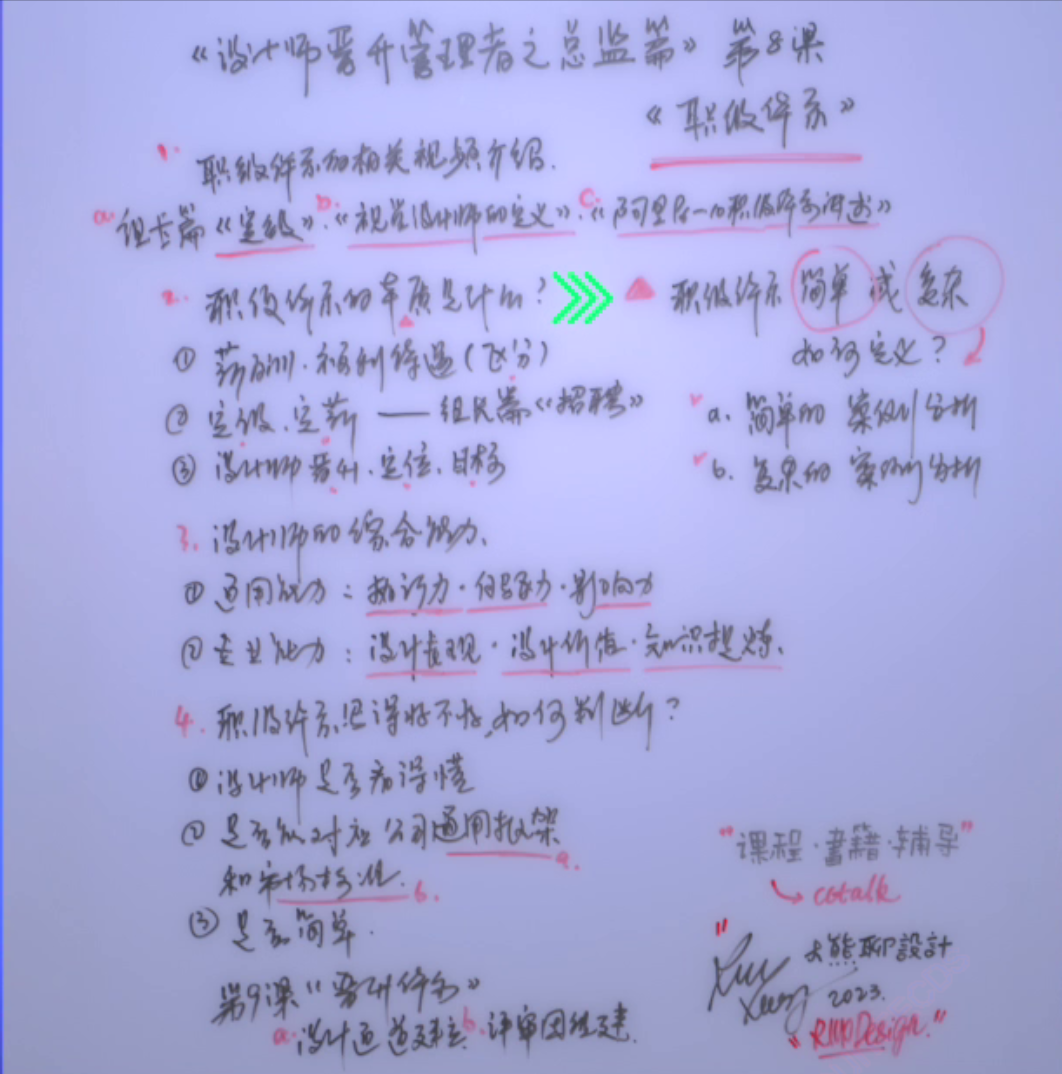 《设计师晋升管理者之总监篇》第8课
《职级体系》
1. 职级体系的相关视频介绍.
a. 组长篇《定级》. b.《视觉设计师的定义》. c.《阿里P1-10职级体系讲述》
2. 职级体系的本质是什么?
① 薪酬.福利待遇(区分)
② 定级.定薪 —— 组长篇《招聘》
③ 设计师晋升.定位.目标
▲ 职级体系 简单 或 复杂
如何定义?
a. 简单的 案例分析
b. 复杂的 案例分析
3. 设计师的综合能力.
① 通用能力: 执行力·领导力·影响力
② 专业能力: 设计表现·设计价值·知识提炼.
4. 职级体系记得好不好,如何判断?
① 设计师是否看得懂
② 是否能对应公司通用框架 a.
和市场标准. b.
③ 是否简单.
第9课《晋升体系》
a. 设计通道建立 b. 评审团组建.
"课程·書籍·辅导"
cotalk
大熊聊設計
2023.
"RMDesign."